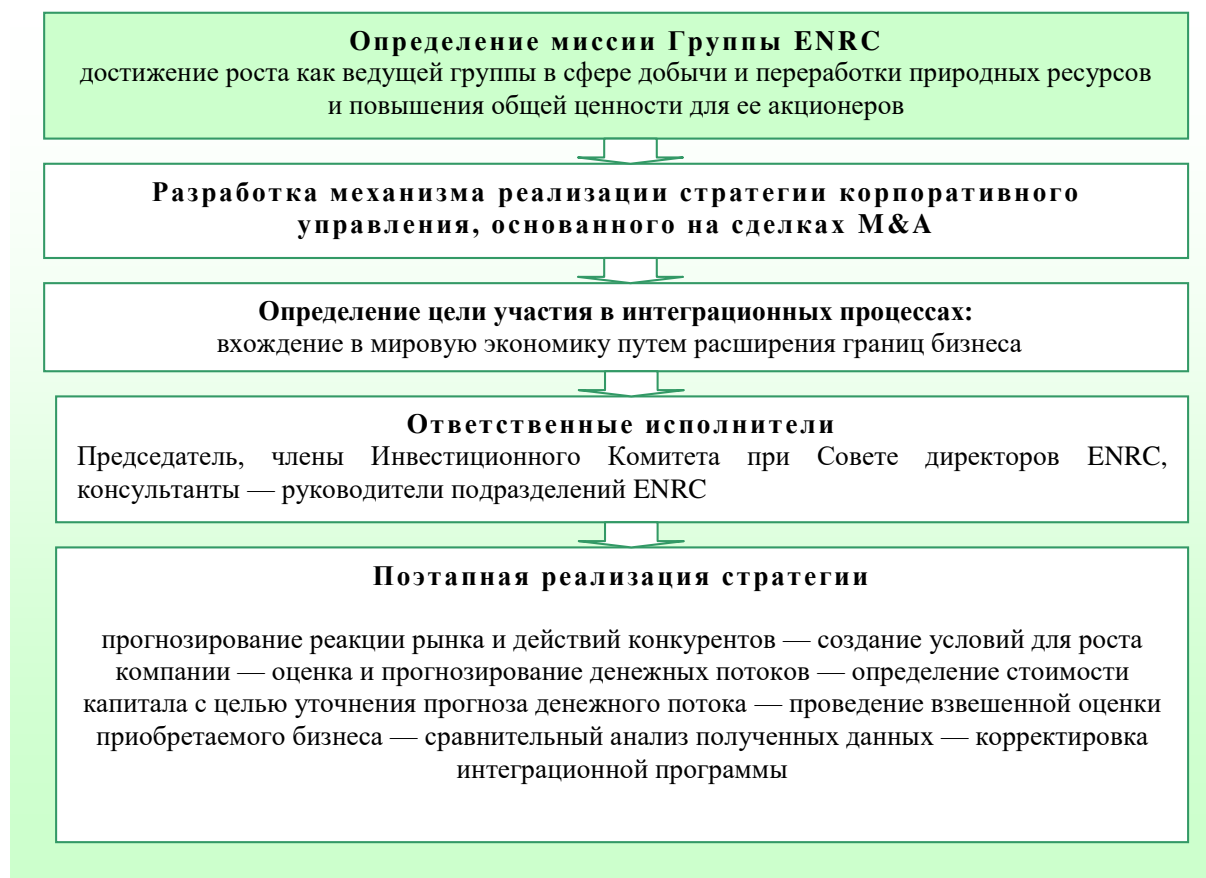 Определение миссии Группы ENRC
достижение роста как ведущей группы в сфере добычи и переработки природных ресурсов
и повышения общей ценности для ее акционеров
Разработка механизма реализации стратегии корпоративного
управления, основанного на сделках M&A
Определение цели участия в интеграционных процессах:
вхождение в мировую экономику путем расширения границ бизнеса
Ответственные исполнители
Председатель, члены Инвестиционного Комитета при Совете директоров ENRC,
консультанты — руководители подразделений ENRC
Поэтапная реализация стратегии
прогнозирование реакции рынка и действий конкурентов — создание условий для роста
компании — оценка и прогнозирование денежных потоков — определение стоимости
капитала с целью уточнения прогноза денежного потока — проведение взвешенной оценки
приобретаемого бизнеса — сравнительный анализ полученных данных — корректировка
интеграционной программы